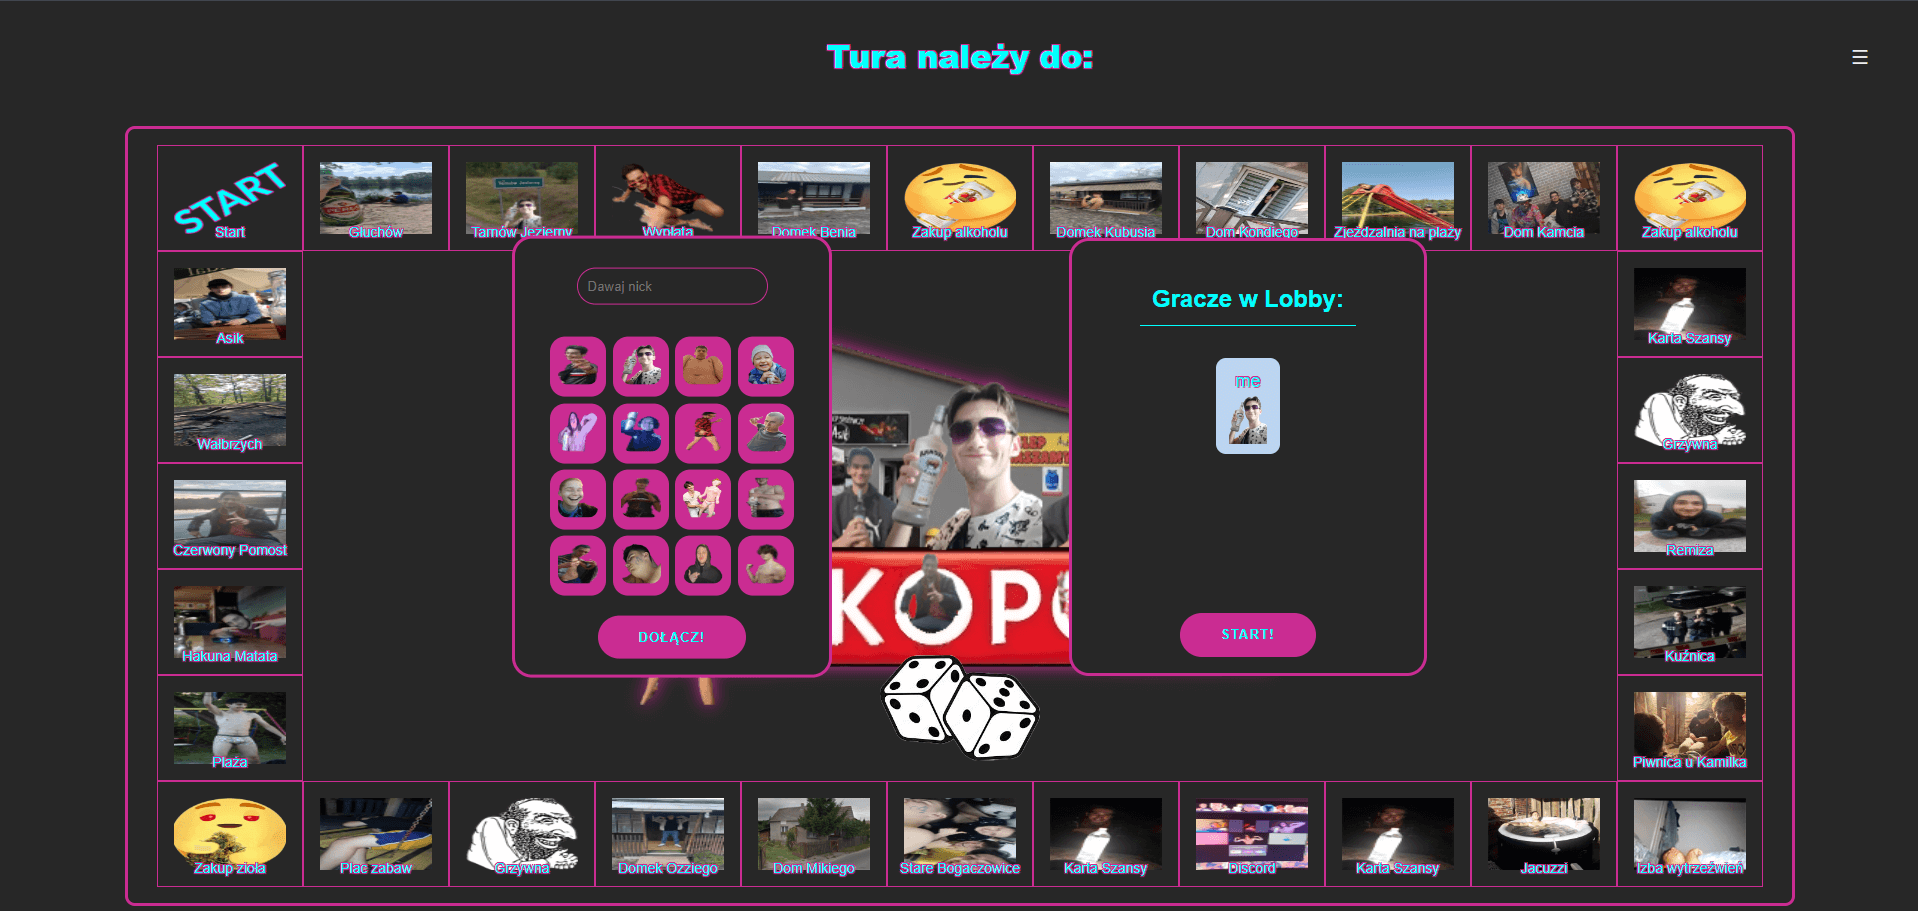 Tura należy do:
START
Start
Głuchów
Tarnów Jezierny
Wypłata
Domek Benia
Zakup alkoholu
Domek Kubusia
Dom Kondiego
Zjeżdzalnia na plaży
Dom Kamcia
Zakup alkoholu
Dawaj nick
Gracze w Lobby:
me
Asik
Karta Szansy
Wałbrzych
Grzywna
Czerwony Pomost
Remiza
KOPO
DOŁĄCZ!
START!
Hakuna Matata
Kuźnica
Plaża
Piwnica u Kamilka
Zakup zioła
Plac zabaw
Grzywna
Domek Ozziego
Dom Mikiego
Stare Bogaczowice
Karta Szansy
Discord
Karta Szansy
Jacuzzi
Izba wytrzeźwień